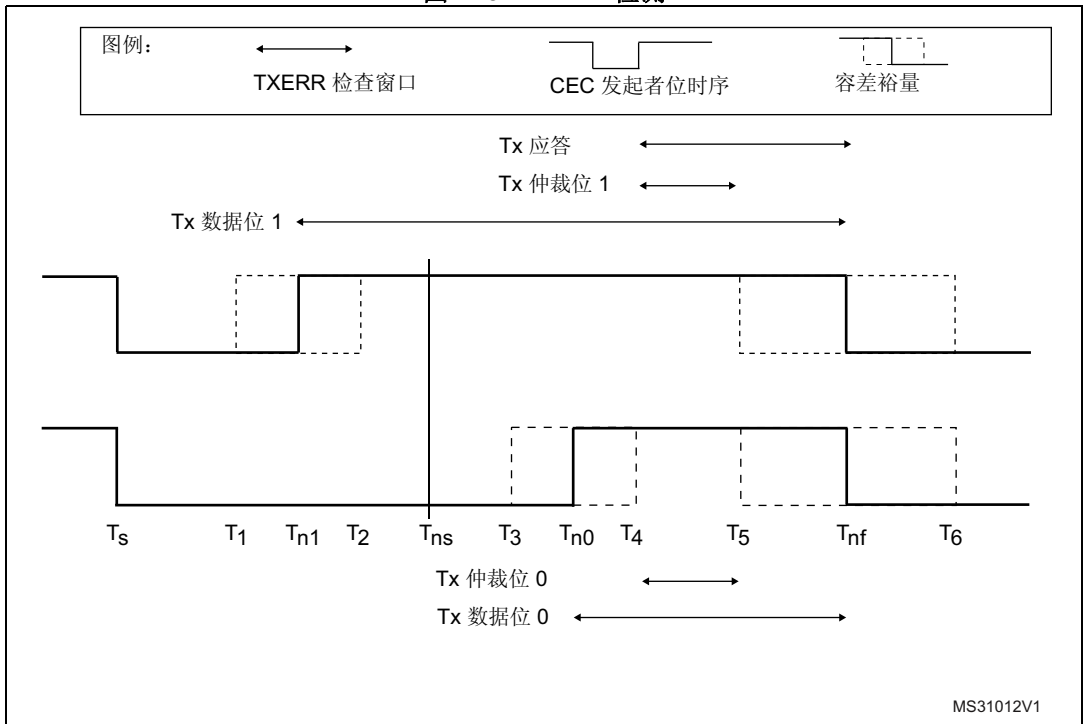 图例：
TXERR 检查窗口
CEC 发起者位时序
容差裕量
Tx 应答
Tx 仲裁位 1
Tx 数据位 1
Ts T1 Tn1 T2 Tns T3 Tn0 T4 T5 Tnf T6
Tx 仲裁位 0
Tx 数据位 0
MS31012V1